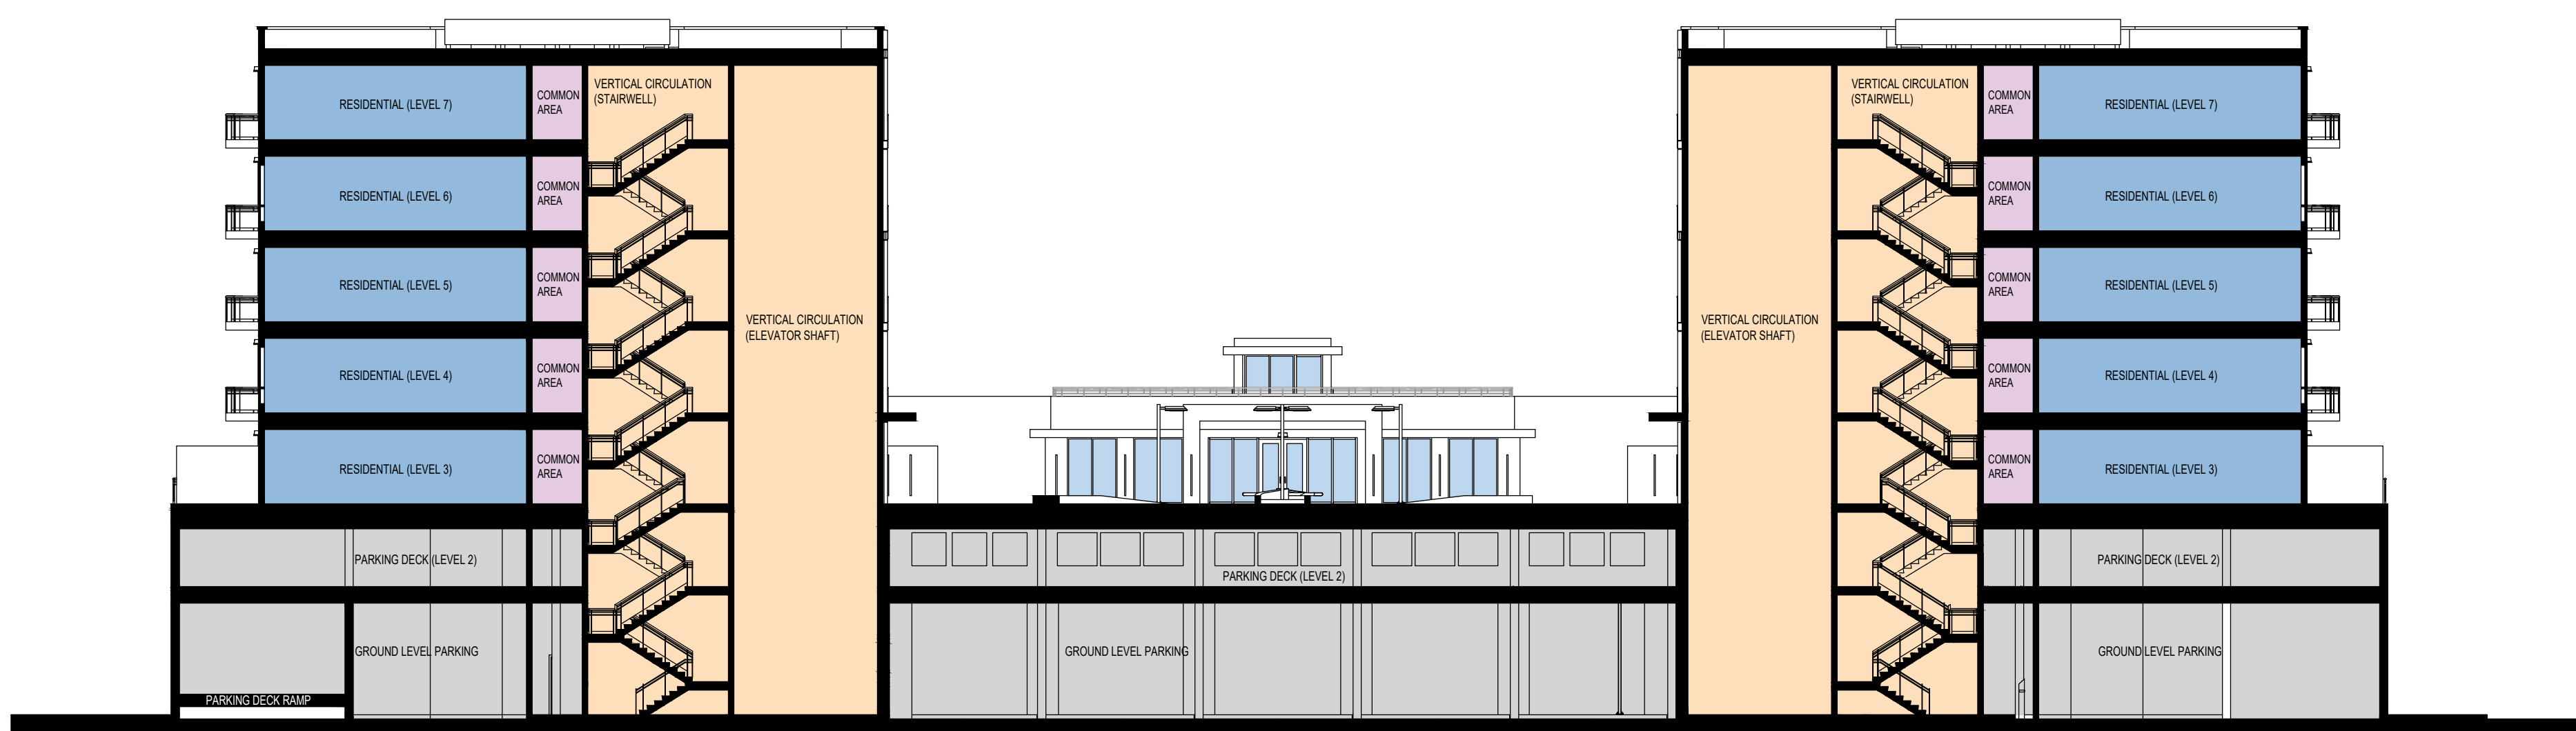 VERTICAL CIRCULATION
(STAIRWELL)
VERTICAL CIRCULATION
(STAIRWELL)
RESIDENTIAL (LEVEL 7)
COMMON
AREA
COMMON
AREA
RESIDENTIAL (LEVEL 7)
RESIDENTIAL (LEVEL 6)
COMMON
AREA
COMMON
AREA
RESIDENTIAL (LEVEL 6)
RESIDENTIAL (LEVEL 5)
COMMON
AREA
COMMON
AREA
RESIDENTIAL (LEVEL 5)
VERTICAL CIRCULATION
(ELEVATOR SHAFT)
VERTICAL CIRCULATION
(ELEVATOR SHAFT)
RESIDENTIAL (LEVEL 4)
COMMON
AREA
COMMON
AREA
RESIDENTIAL (LEVEL 4)
RESIDENTIAL (LEVEL 3)
COMMON
AREA
COMMON
AREA
RESIDENTIAL (LEVEL 3)
PARKING DECK (LEVEL 2)
PARKING DECK (LEVEL 2)
PARKING DECK (LEVEL 2)
GROUND LEVEL PARKING
GROUND LEVEL PARKING
GROUND LEVEL PARKING
PARKING DECK RAMP